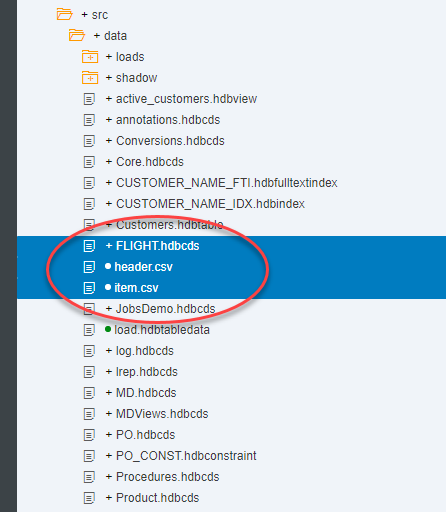 + src
+ data
+ loads
+ shadow
+ active_customers.hdbview
+ annotations.hdbcds
+ Conversions.hdbcds
+ Core.hdbcds
+ CUSTOMER_NAME_FTI.hdbfulltextindex
+ CUSTOMER_NAME_IDX.hdbindex
+ Customers.hdbtable
+ FLIGHT.hdbcds
header.csv
item.csv
+ JobsDemo.hdbcds
load.hdbtabledata
+ log.hdbcds
+ lrep.hdbcds
+ MD.hdbcds
+ MDViews.hdbcds
+ PO.hdbcds
+ PO_CONST.hdbconstraint
+ Procedures.hdbcds
+ Product.hdbcds